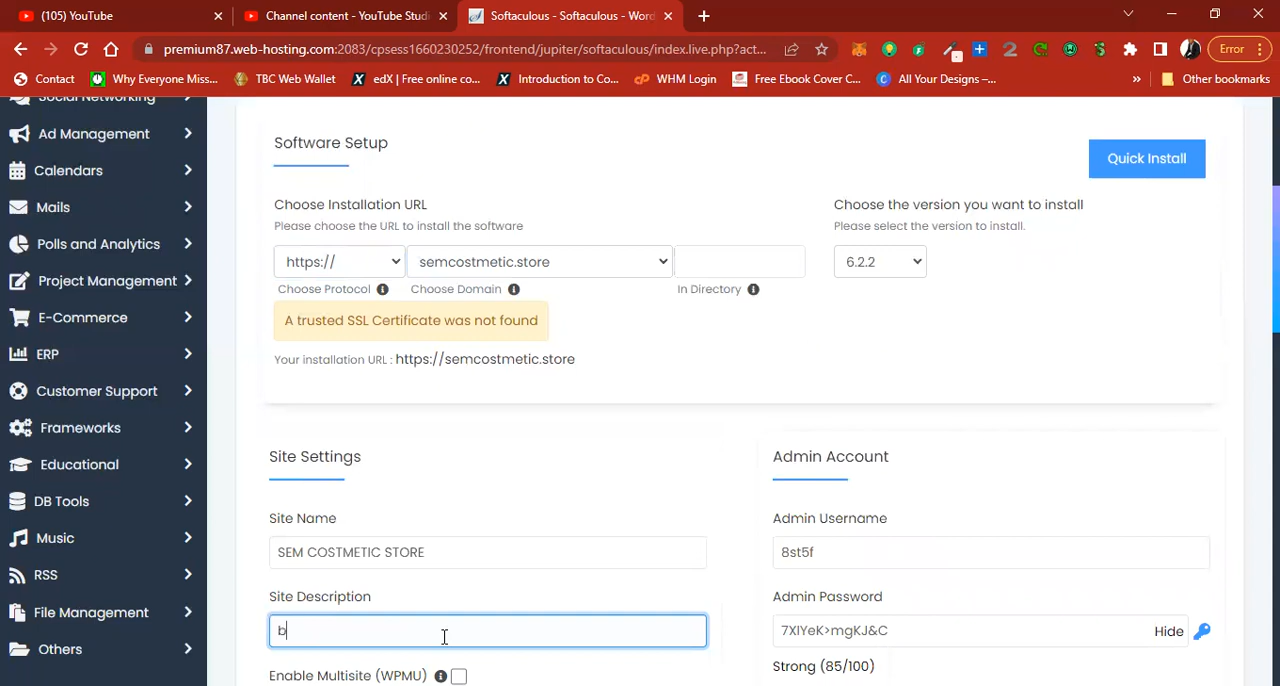 (105) YouTube
Channel content - YouTube Studi
Softaculous - Softaculous - Word
premium87.web-hosting.com:2083/cpsess1660230252/frontend/jupiter/softaculous/index.live.php?act...
Error
Contact
Why Everyone Miss...
TBC Web Wallet
edX | Free online co...
Introduction to Co...
WHM Login
Free Ebook Cover C...
All Your Designs –...
»
Other bookmarks
Social Networking
Ad Management
Calendars
Mails
Polls and Analytics
Project Management
E-Commerce
ERP
Customer Support
Frameworks
Educational
DB Tools
Music
RSS
File Management
Others
Software Setup
Quick Install
Choose Installation URL
Please choose the URL to install the software
https://
semcostmetic.store
Choose Protocol
Choose Domain
In Directory
A trusted SSL Certificate was not found
Your installation URL : https://semcostmetic.store
Choose the version you want to install
Please select the version to install.
6.2.2
Site Settings
Site Name
SEM COSTMETIC STORE
Site Description
b
Enable Multisite (WPMU)
Admin Account
Admin Username
8st5f
Admin Password
7XIYeK>mgKJ&C
Hide
Strong (85/100)